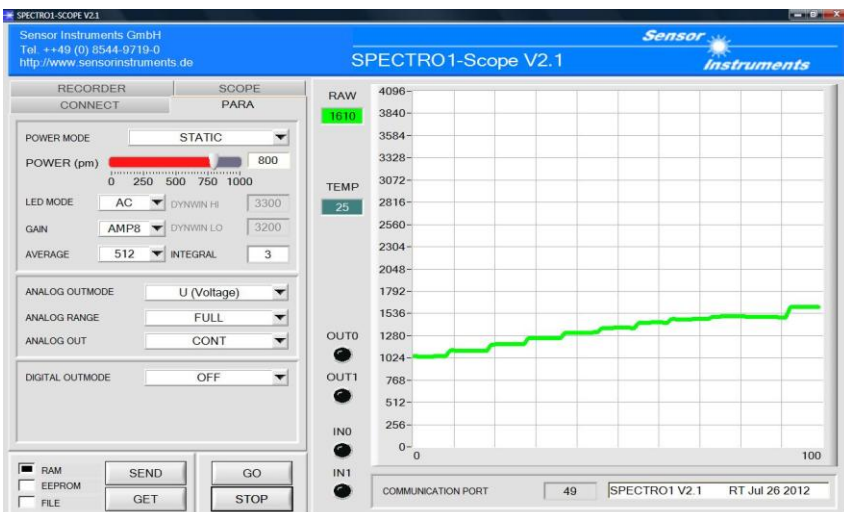 SPECTRO1-SCOPE V2.1
Sensor Instruments GmbH
Tel. ++49 (0) 8544-9719-0
http://www.sensorinstruments.de
SPECTRO1-Scope V2.1
Sensor
Instruments
RECORDER SCOPE
CONNECT PARA
POWER MODE STATIC
POWER (pm) 800
0 250 500 750 1000
LED MODE AC DYNWIN HI 3300
GAIN AMP8 DYNWIN LO 3200
AVERAGE 512 INTEGRAL 3
ANALOG OUTMODE U (Voltage)
ANALOG RANGE FULL
ANALOG OUT CONT
DIGITAL OUTMODE OFF
RAM
EEPROM
FILE
SEND GO
GET STOP
RAW
1610
TEMP
25
OUT0
OUT1
IN0
IN1
4096
3840
3584
3328
3072
2816
2560
2304
2048
1792
1536
1280
1024
768
512
256
0
0 100
COMMUNICATION PORT 49 SPECTRO1 V2.1 RT Jul 26 2012